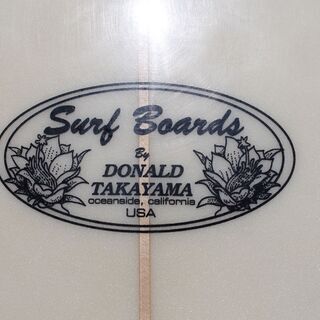 Surf Boards
By
DONALD
TAKAYAMA
oceanside, california
USA